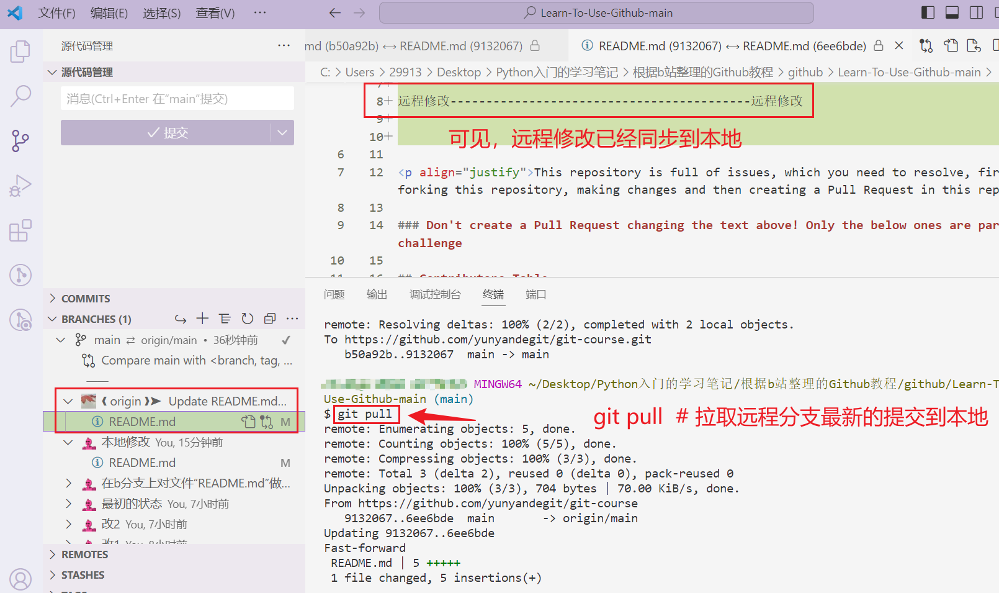 文件(F) 编辑(E) 选择(S) 查看(V) ··· Learn-To-Use-Github-main
源代码管理 ···
md (b50a92b) ⟷ README.md (9132067)
README.md (9132067) ⟷ README.md (6ee6bde)
源代码管理
C: > Users > 29913 > Desktop > Python入门的学习笔记 > 根据b站整理的Github教程 > github > Learn-To-Use-Github-main >
消息(Ctrl+Enter 在“main”提交)
提交
8+ 远程修改------------------------------------------远程修改
9+
10+
可见，远程修改已经同步到本地
6 11
7 12 <p align="justify">This repository is full of issues, which you need to resolve, fir
forking this repository, making changes and then creating a Pull Request in this rep
8 13
9 14 ### Don't create a Pull Request changing the text above! Only the below ones are par
challenge
10 15
11 16 ## Contributors Table
COMMITS
BRANCHES (1) ···
main ⇄ origin/main • 36秒钟前 ✓
Compare main with <branch, tag, ...
❰ origin ❱➤ Update README.md...
README.md M
本地修改 You, 15分钟前
README.md M
在b分支上对文件“README.md”做...
最初的状态 You, 7小时前
改2 You, 7小时前
改1 You, 8小时前
REMOTES
STASHES
TAGS
问题 输出 调试控制台 终端 端口
remote: Resolving deltas: 100% (2/2), completed with 2 local objects.
To https://github.com/yunyandegit/git-course.git
b50a92b..9132067 main -> main
MINGW64 ~/Desktop/Python入门的学习笔记/根据b站整理的Github教程/github/Learn-T
Use-Github-main (main)
$ git pull
git pull # 拉取远程分支最新的提交到本地
remote: Enumerating objects: 5, done.
remote: Counting objects: 100% (5/5), done.
remote: Compressing objects: 100% (3/3), done.
remote: Total 3 (delta 2), reused 0 (delta 0), pack-reused 0
Unpacking objects: 100% (3/3), 704 bytes | 70.00 KiB/s, done.
From https://github.com/yunyandegit/git-course
9132067..6ee6bde main -> origin/main
Updating 9132067..6ee6bde
Fast-forward
README.md | 5 +++++
1 file changed, 5 insertions(+)